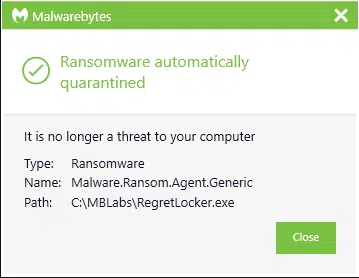 Malwarebytes
Ransomware automatically
quarantined
It is no longer a threat to your computer
Type: Ransomware
Name: Malware.Ransom.Agent.Generic
Path: C:\MBLabs\RegretLocker.exe
Close